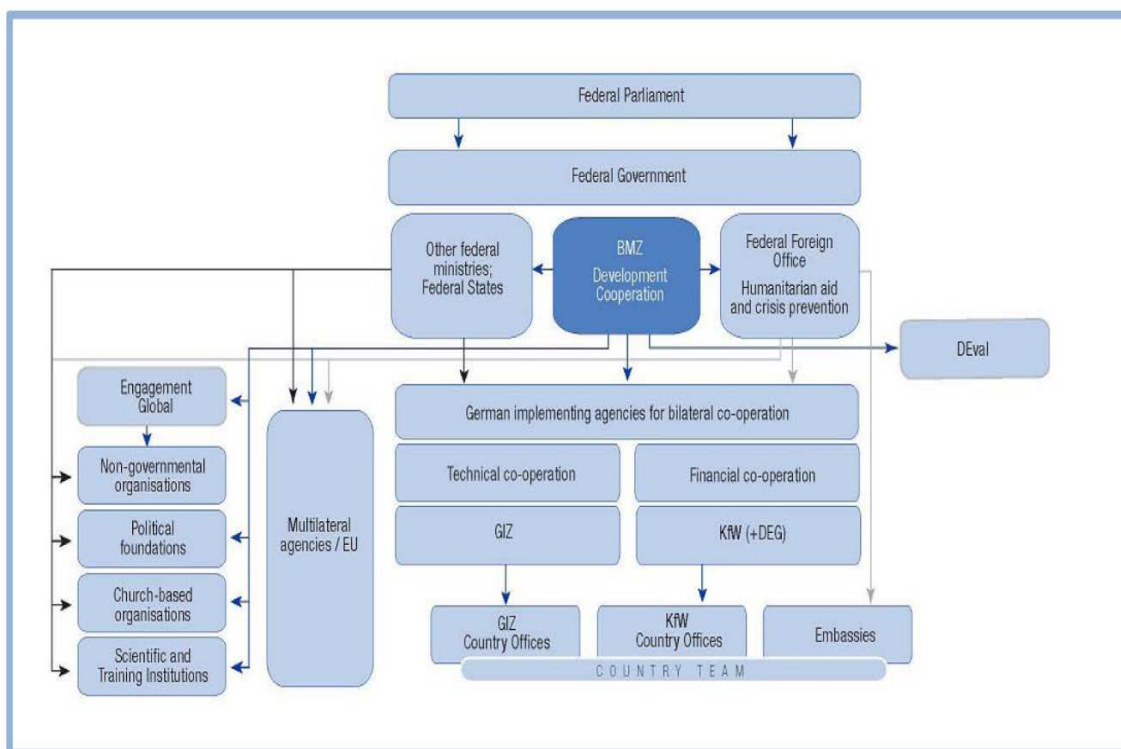 Federal Parliament
Federal Government
Other federal
ministries;
Federal States
BMZ
Development
Cooperation
Federal Foreign
Office
Humanitarian aid
and crisis prevention
DEval
Engagement
Global
German implementing agencies for bilateral co-operation
Non-governmental
organisations
Technical co-operation
Financial co-operation
Political
foundations
Multilateral
agencies / EU
GIZ
KfW (+DEG)
Church-based
organisations
GIZ
Country Offices
KfW
Country Offices
Embassies
Scientific and
Training Institutions
COUNTRY TEAM